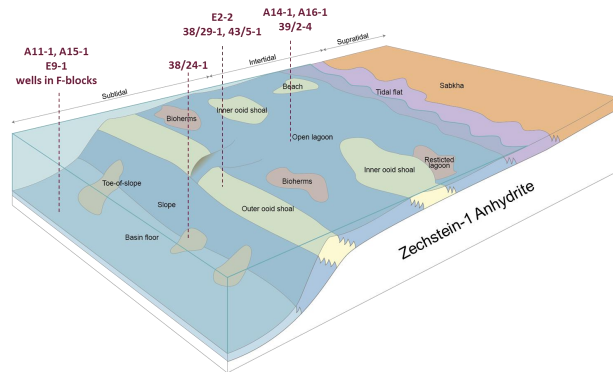 A11-1, A15-1
E9-1
wells in F-blocks
38/24-1
E2-2
38/29-1, 43/5-1
A14-1, A16-1
39/2-4
Subtidal
Intertidal
Supratidal
Beach
Tidal flat
Sabkha
Bioherms
Inner ooid shoal
Open lagoon
Inner ooid shoal
Resticted
lagoon
Toe-of-slope
Slope
Bioherms
Outer ooid shoal
Basin floor
Zechstein-1 Anhydrite